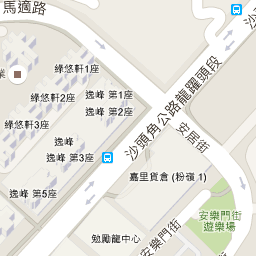 馬適路
沙
業
綠悠軒1座
綠悠軒2座
綠悠軒3座
逸峰 第1座
逸峰 第2座
沙頭角公路龍躍頭段
安居街
逸峰
逸峰 第3座
逸峰 第5座
嘉里貨倉 (粉嶺 1)
安樂門街
遊樂場
安樂門街
勉勵龍中心